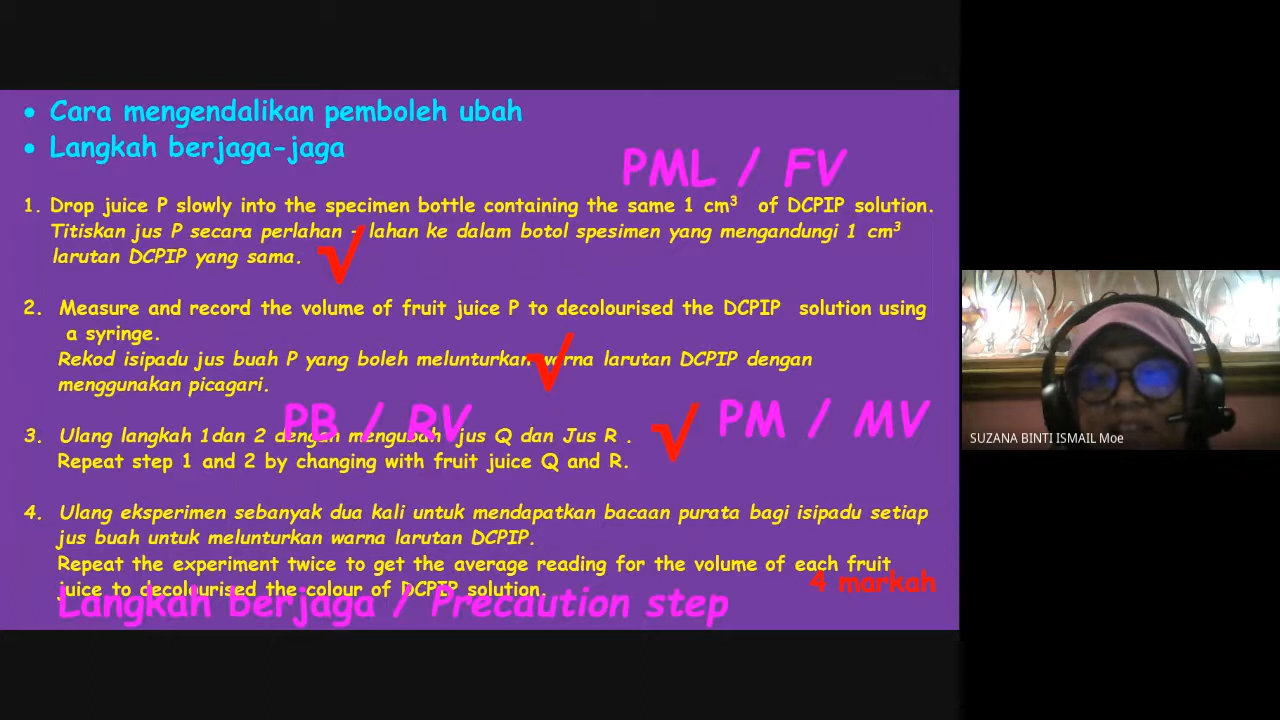 • Cara mengendalikan pemboleh ubah
• Langkah berjaga-jaga
PML / FV
1. Drop juice P slowly into the specimen bottle containing the same 1 cm³ of DCPIP solution.
Titiskan jus P secara perlahan - lahan ke dalam botol spesimen yang mengandungi 1 cm³
larutan DCPIP yang sama. √
2. Measure and record the volume of fruit juice P to decolourised the DCPIP solution using
a syringe.
Rekod isipadu jus buah P yang boleh melunturkan warna larutan DCPIP dengan
menggunakan picagari. √
PB / RV
PM / MV
3. Ulang langkah 1dan 2 dengan mengubah jus Q dan Jus R . √
Repeat step 1 and 2 by changing with fruit juice Q and R.
4. Ulang eksperimen sebanyak dua kali untuk mendapatkan bacaan purata bagi isipadu setiap
jus buah untuk melunturkan warna larutan DCPIP.
Repeat the experiment twice to get the average reading for the volume of each fruit
juice to decolourised the colour of DCPIP solution.
4 markah
Langkah berjaga / Precaution step
SUZANA BINTI ISMAIL Moe